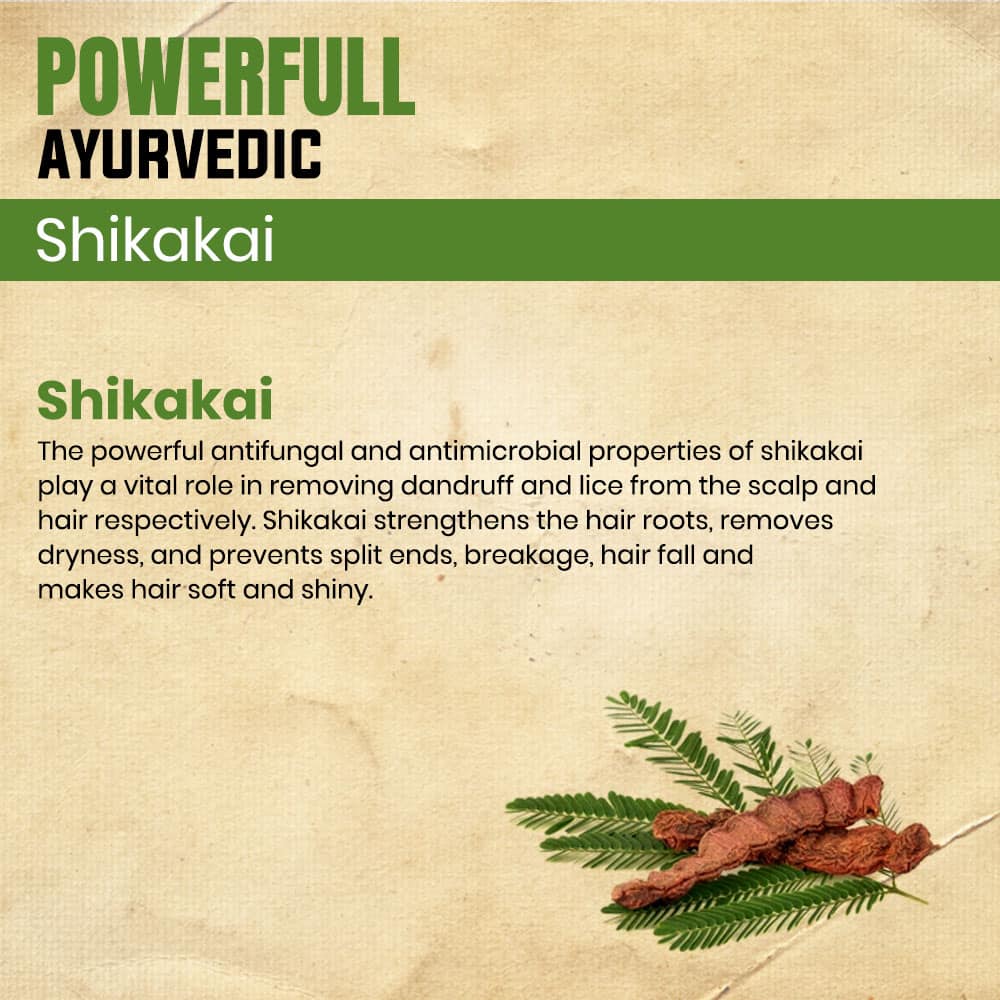 POWERFULL
AYURVEDIC
Shikakai
Shikakai
The powerful antifungal and antimicrobial properties of shikakai
play a vital role in removing dandruff and lice from the scalp and
hair respectively. Shikakai strengthens the hair roots, removes
dryness, and prevents split ends, breakage, hair fall and
makes hair soft and shiny.